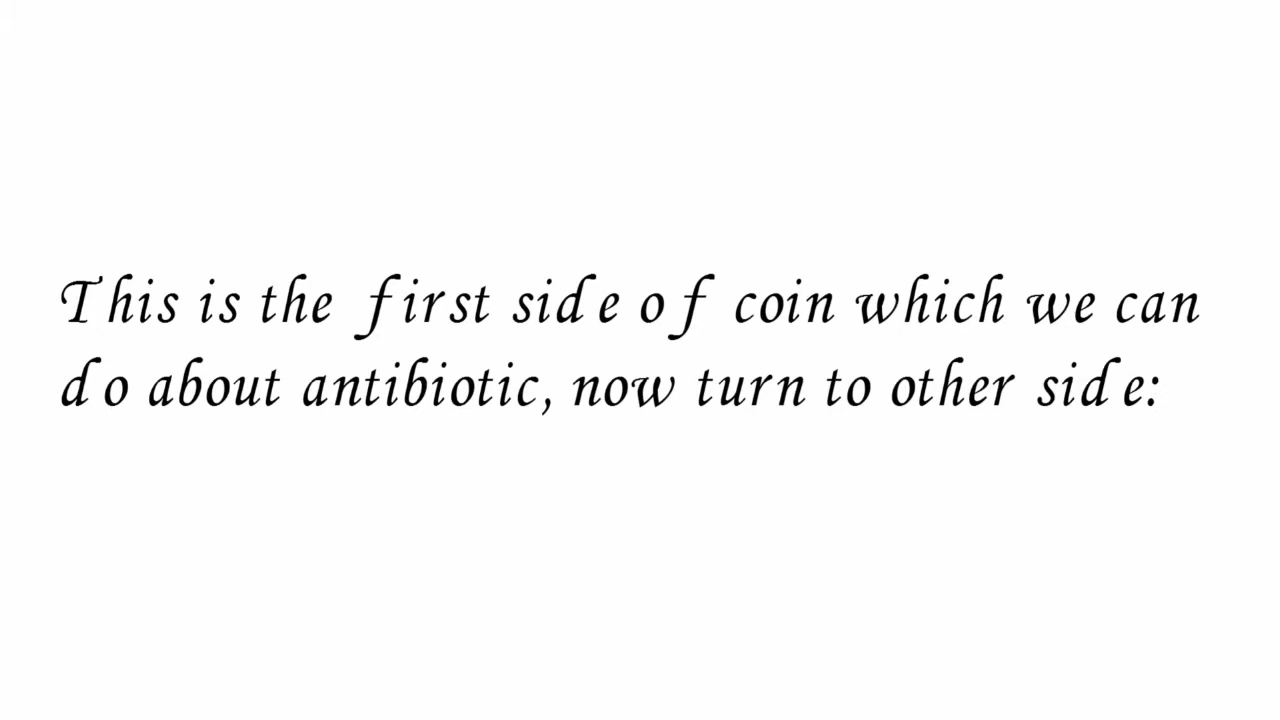 This is the first side of coin which we can
do about antibiotic, now turn to other side: